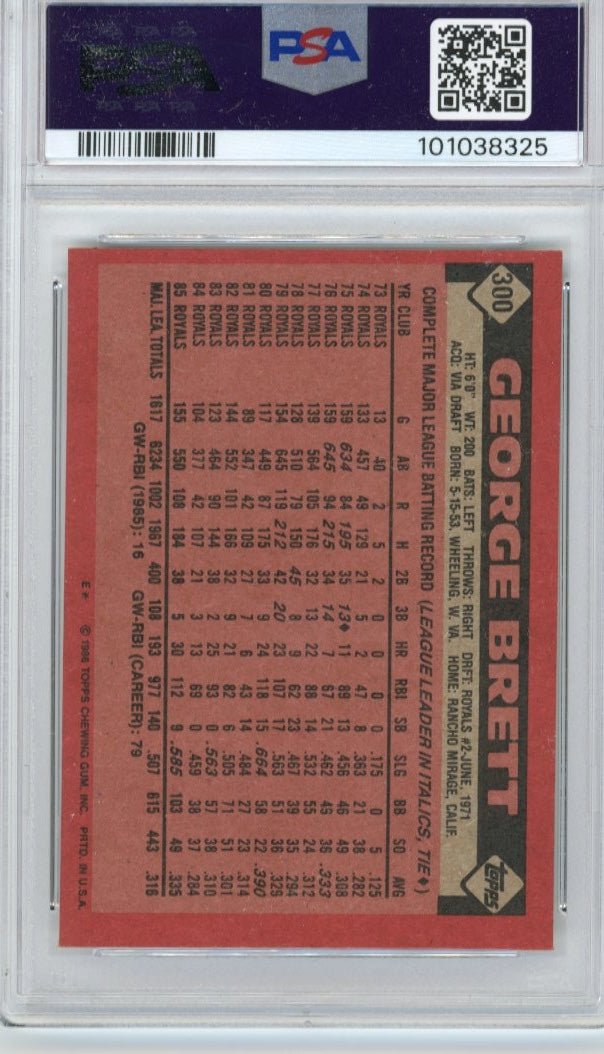 PSA
PSA
101038325
300
GEORGE BRETT
Topps
HT: 6'0" WT: 200 BATS: LEFT THROWS: RIGHT DRFT: ROYALS #2-JUNE, 1971
ACQ: VIA DRAFT BORN: 5-15-53, WHEELING, W. VA. HOME: RANCHO MIRAGE, CALIF.
COMPLETE MAJOR LEAGUE BATTING RECORD (LEAGUE LEADER IN ITALICS, TIE♦)
YR CLUB G AB R H 2B 3B HR RBI SB SLG BB SO AVG
73 ROYALS 13 40 2 5 2 0 0 0 0 .175 0 5 .125
74 ROYALS 133 457 49 129 21 5 2 47 8 .363 21 38 .282
75 ROYALS 159 634 84 195 35 13♦ 11 89 13 .456 46 49 .308
76 ROYALS 159 645 94 215 34 14 7 67 21 .462 49 36 .333
77 ROYALS 139 564 105 176 32 13 22 88 14 .532 55 24 .312
78 ROYALS 128 510 79 150 45 8 9 62 23 .467 39 35 .294
79 ROYALS 154 645 119 212 42 20 23 107 17 .563 51 36 .329
80 ROYALS 117 449 87 175 33 9 24 118 15 .664 58 22 .390
81 ROYALS 89 347 42 109 27 7 6 43 14 .484 27 23 .314
82 ROYALS 144 552 101 166 32 9 21 82 6 .505 71 51 .301
83 ROYALS 123 464 90 144 38 2 25 93 0 .563 57 38 .310
84 ROYALS 104 377 42 107 21 3 13 69 0 .459 38 37 .284
85 ROYALS 155 550 108 184 38 5 30 112 9 .585 103 49 .335
MAJ. LEA. TOTALS 1617 6234 1002 1967 400 108 193 977 140 .507 615 443 .316
GW-RBI (1985): 16 GW-RBI (CAREER): 79
E* © 1986 TOPPS CHEWING GUM, INC. PRTD. IN U.S.A.